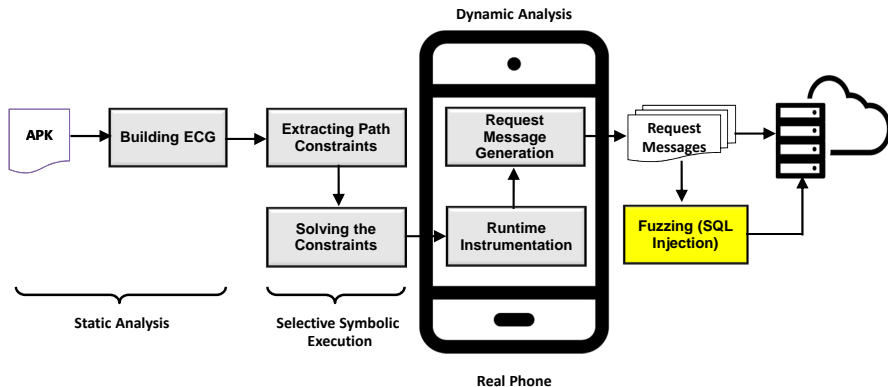 Dynamic Analysis
APK
Building ECG
Extracting Path
Constraints
Request
Message
Generation
Request
Messages
Solving the
Constraints
Runtime
Instrumentation
Fuzzing (SQL
Injection)
Static Analysis
Selective Symbolic
Execution
Real Phone